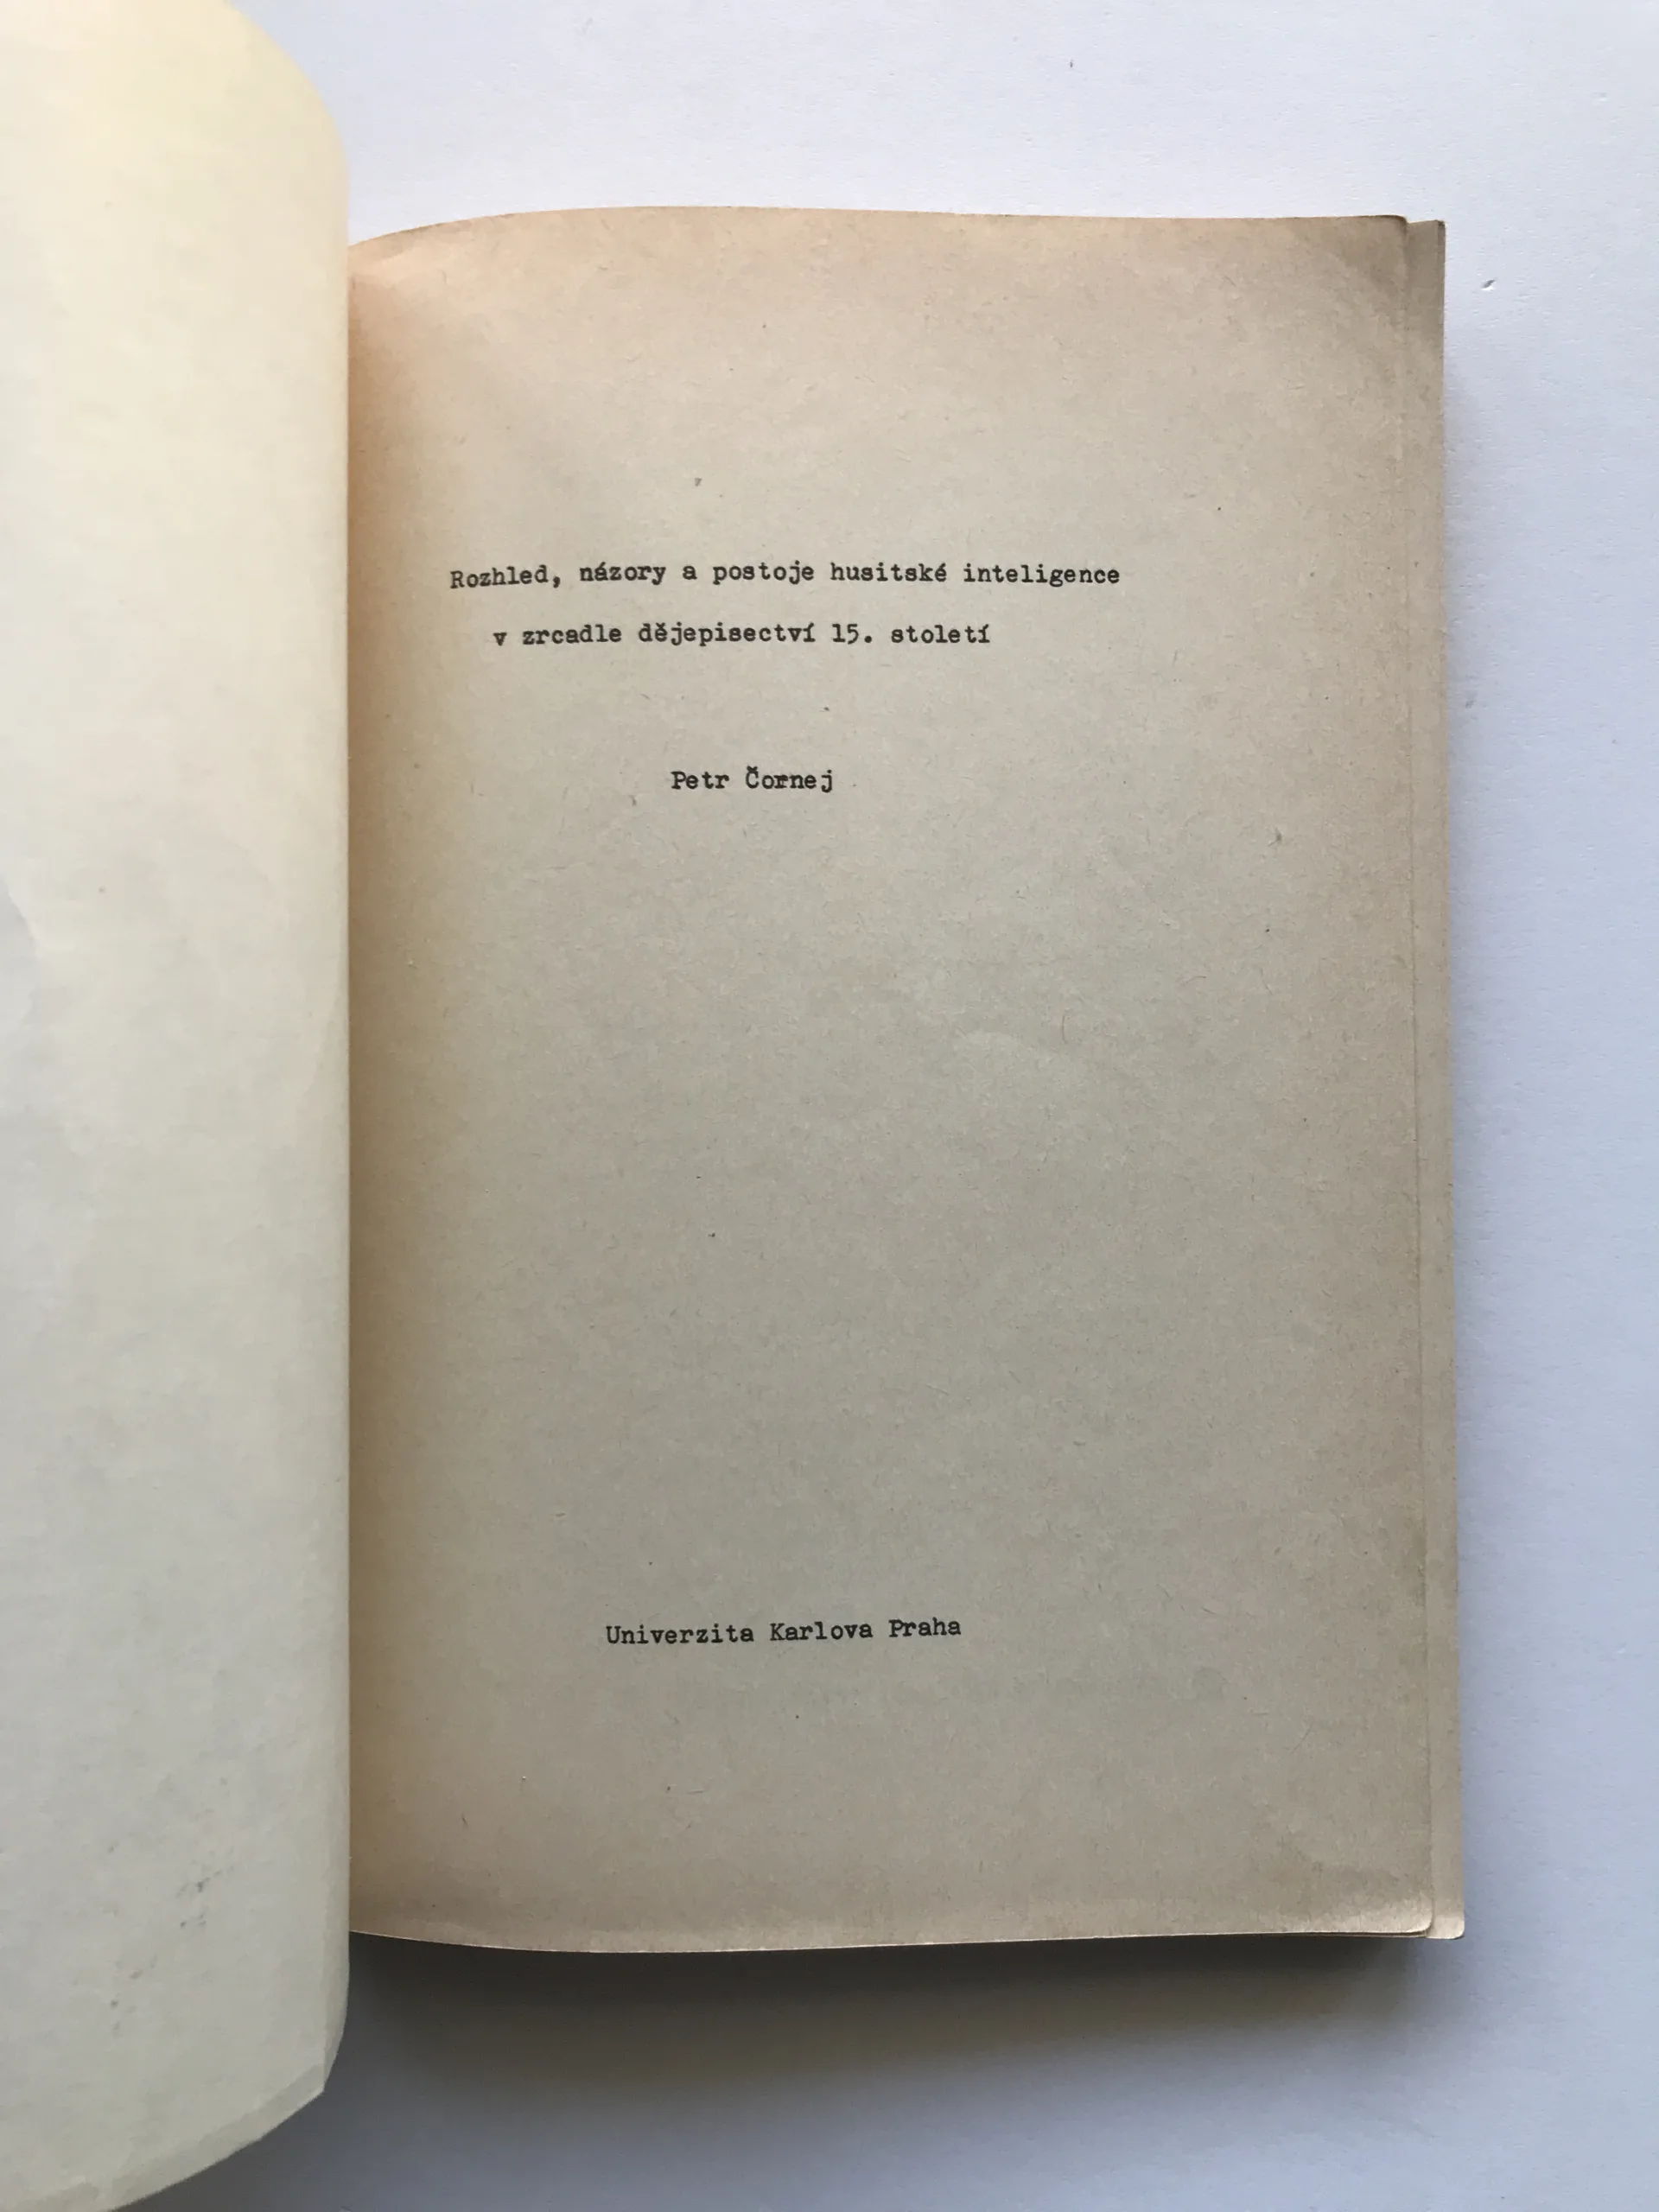 Rozhled, názory a postoje husitské inteligence
v zrcadle dějepisectví 15. století
Petr Čornej
Univerzita Karlova Praha